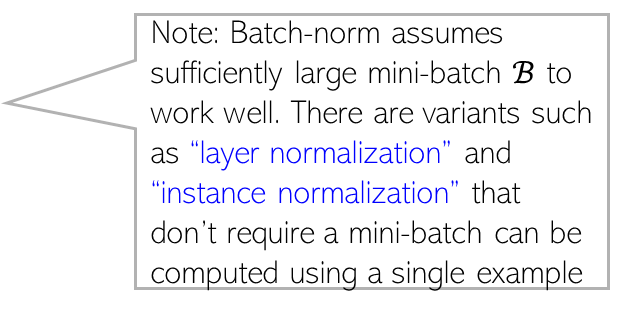 Note: Batch-norm assumes
sufficiently large mini-batch ℬ to
work well. There are variants such
as “layer normalization” and
“instance normalization” that
don't require a mini-batch can be
computed using a single example